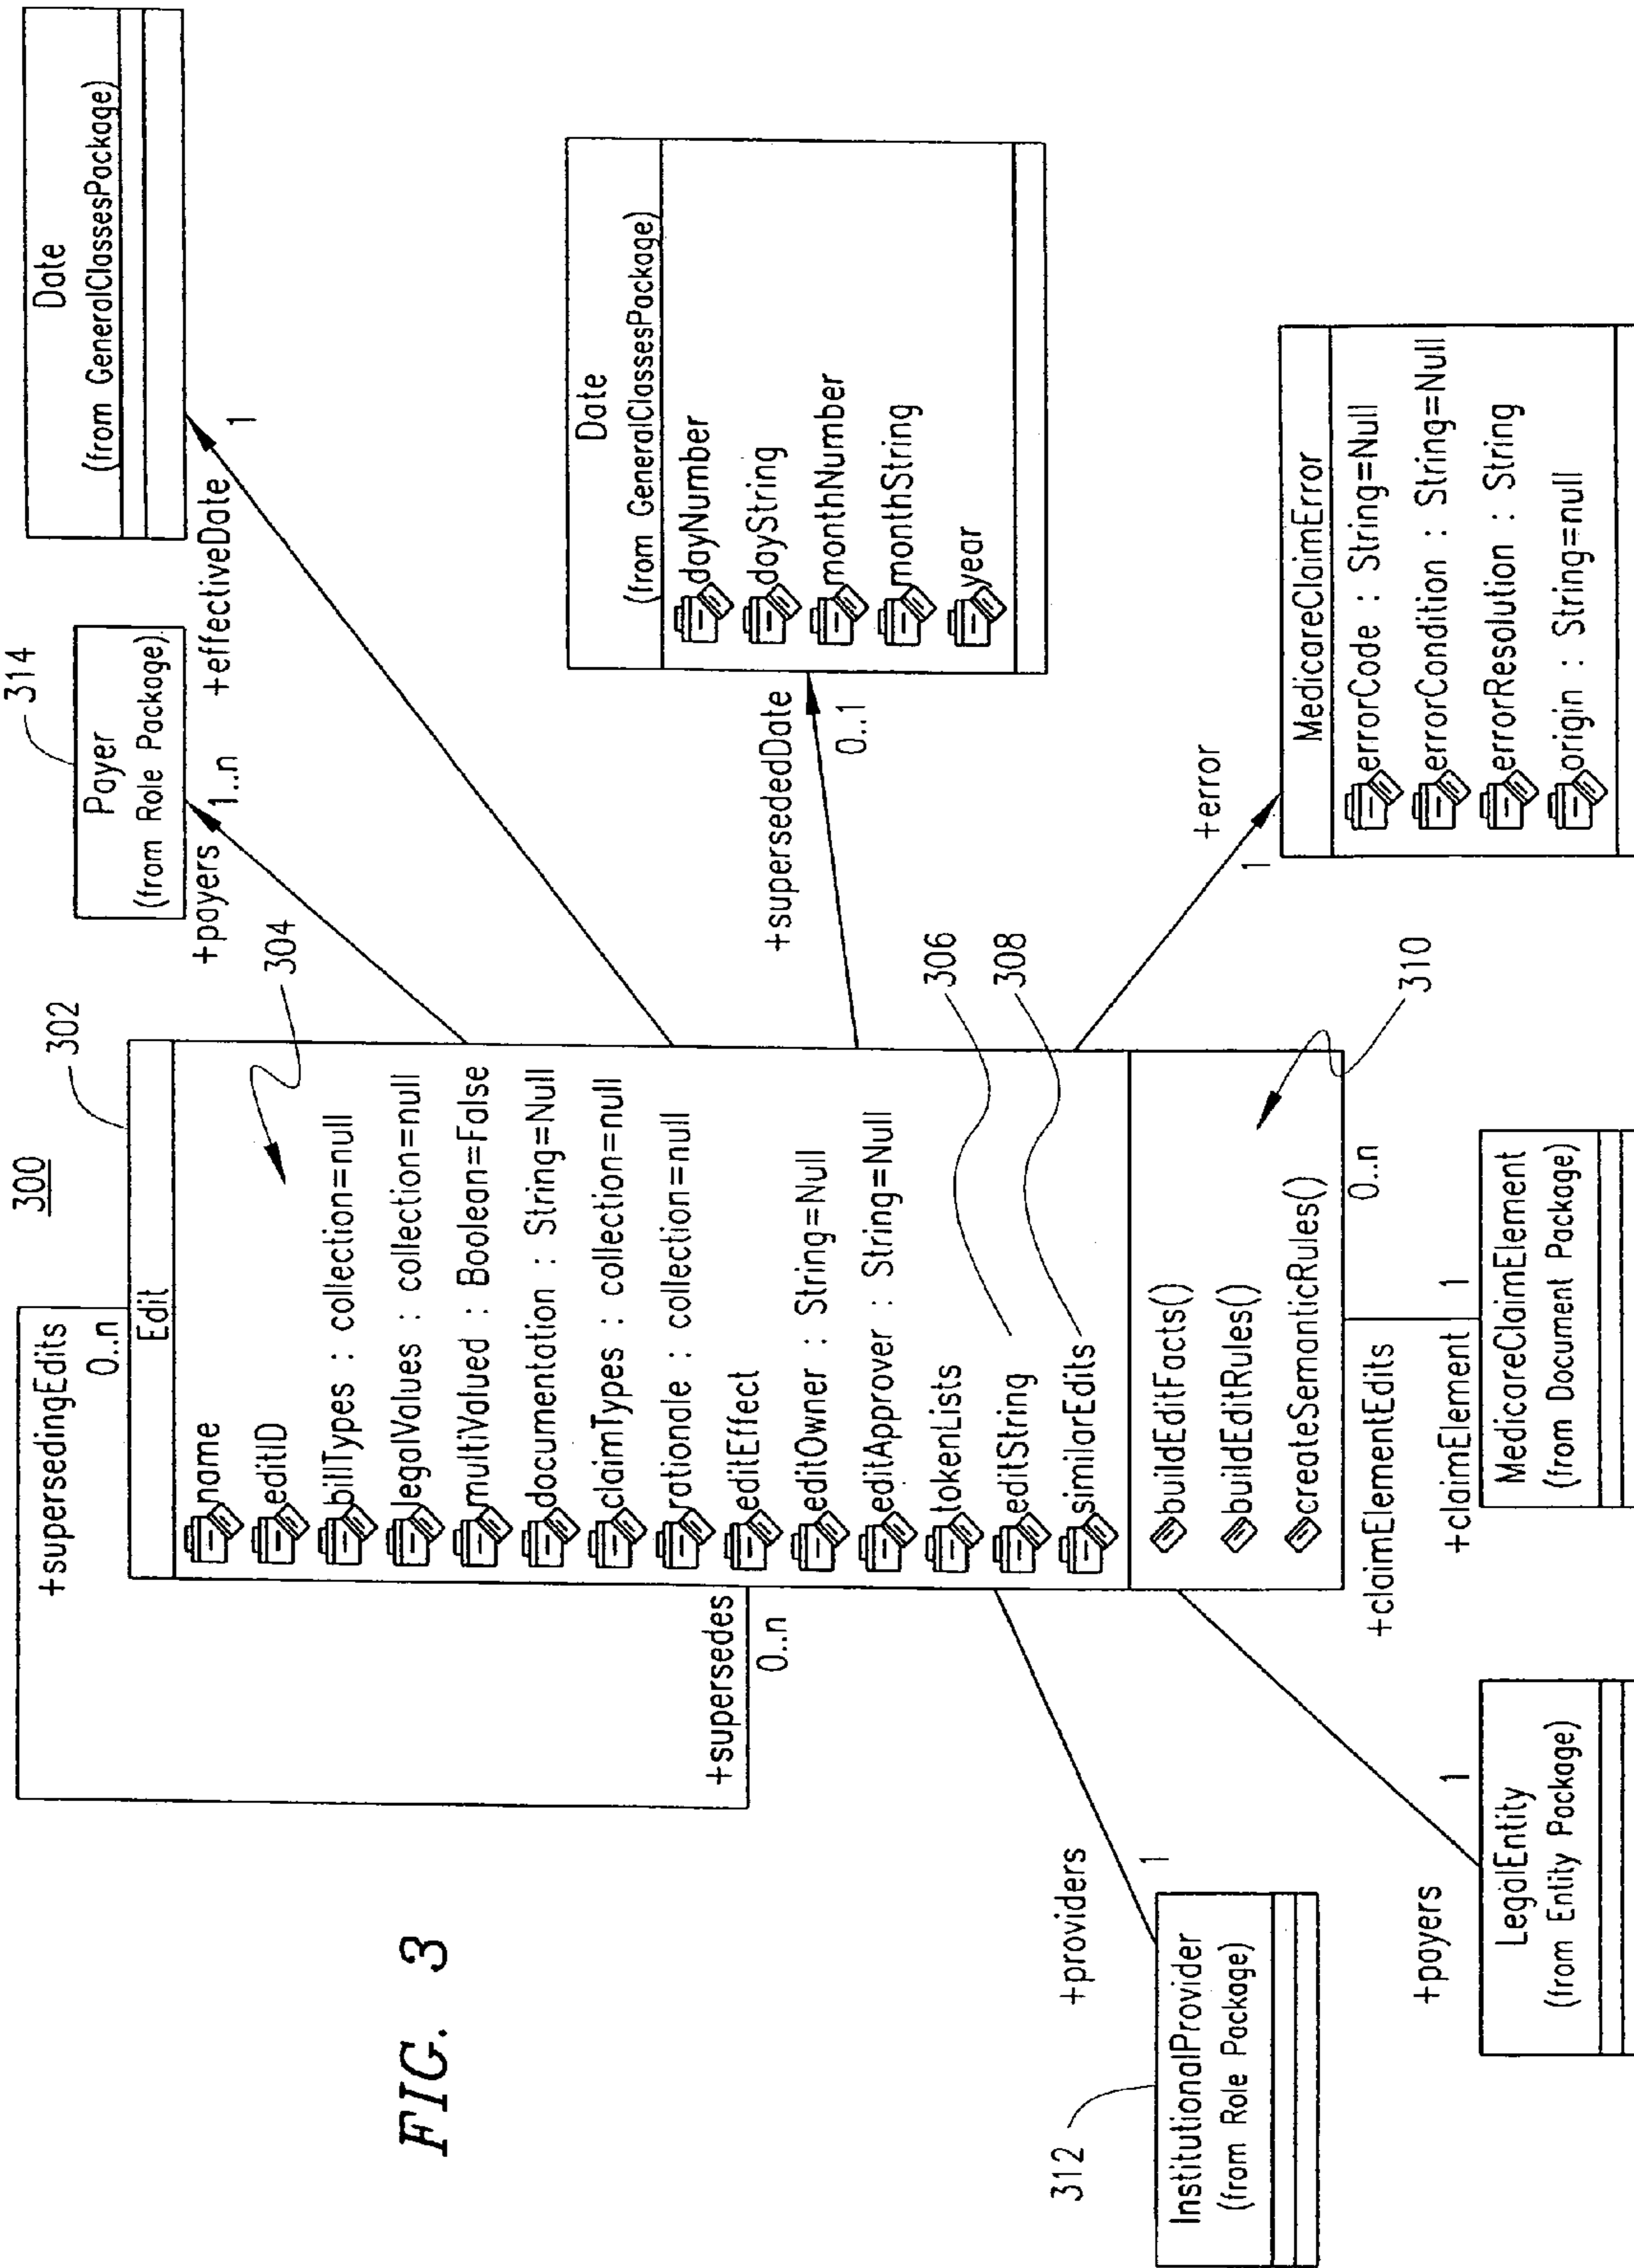 FIG. 3
300
302
+supersedingEdits
0..n
Edit
name
editID
billTypes : collection=null
legalValues : collection=null
multiValued : Boolean=False
documentation : String=Null
claimTypes : collection=null
rationale : collection=null
editEffect
editOwner : String=Null
editApprover : String=Null
tokenLists
editString
similarEdits
buildEditFacts()
buildEditRules()
createSemanticRules()
304
306
308
310
+supersedes
0..n
314
Payer
(from Role Package)
+payers
1..n
Date
(from GeneralClassesPackage)
+effectiveDate
1
Date
(from GeneralClassesPackage)
dayNumber
dayString
monthNumber
monthString
year
+supersededDate
0..1
+error
1
MedicareClaimError
errorCode : String=Null
errorCondition : String=Null
errorResolution : String
origin : String=null
312
+providers
1
InstitutionalProvider
(from Role Package)
+payers
1
LegalEntity
(from Entity Package)
+claimElementEdits
0..n
+claimElement
1
MedicareClaimElement
(from Document Package)